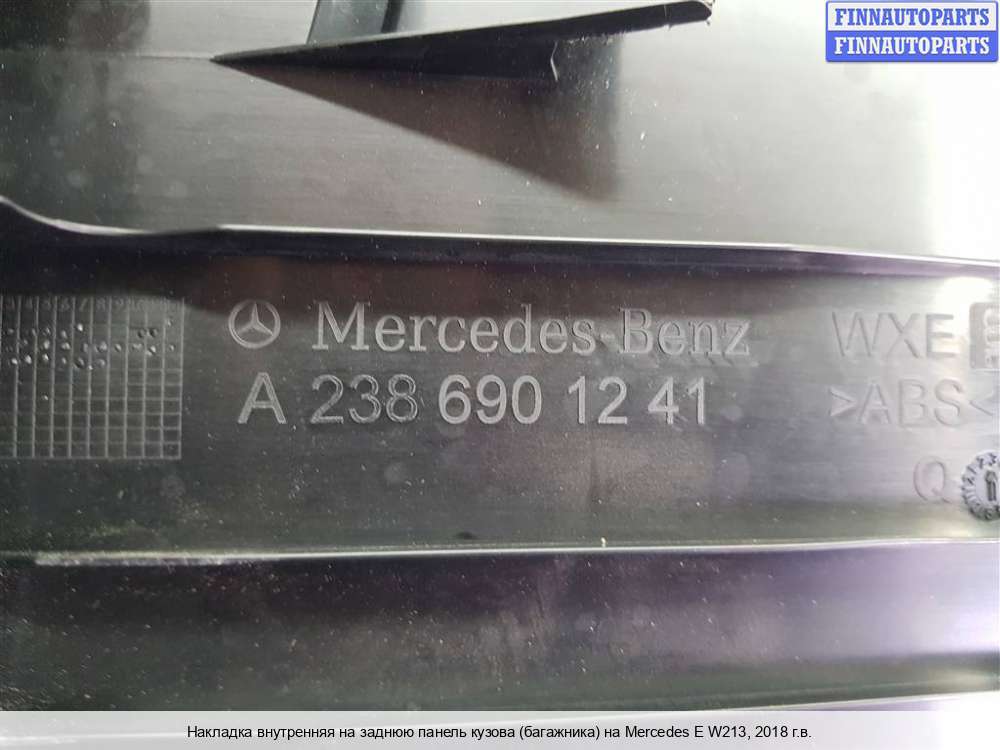 FINNAUTOPARTS
FINNAUTOPARTS
Mercedes-Benz
WXE
A 238 690 12 41
>ABS<
Q
Накладка внутренняя на заднюю панель кузова (багажника) на Mercedes E W213, 2018 г.в.